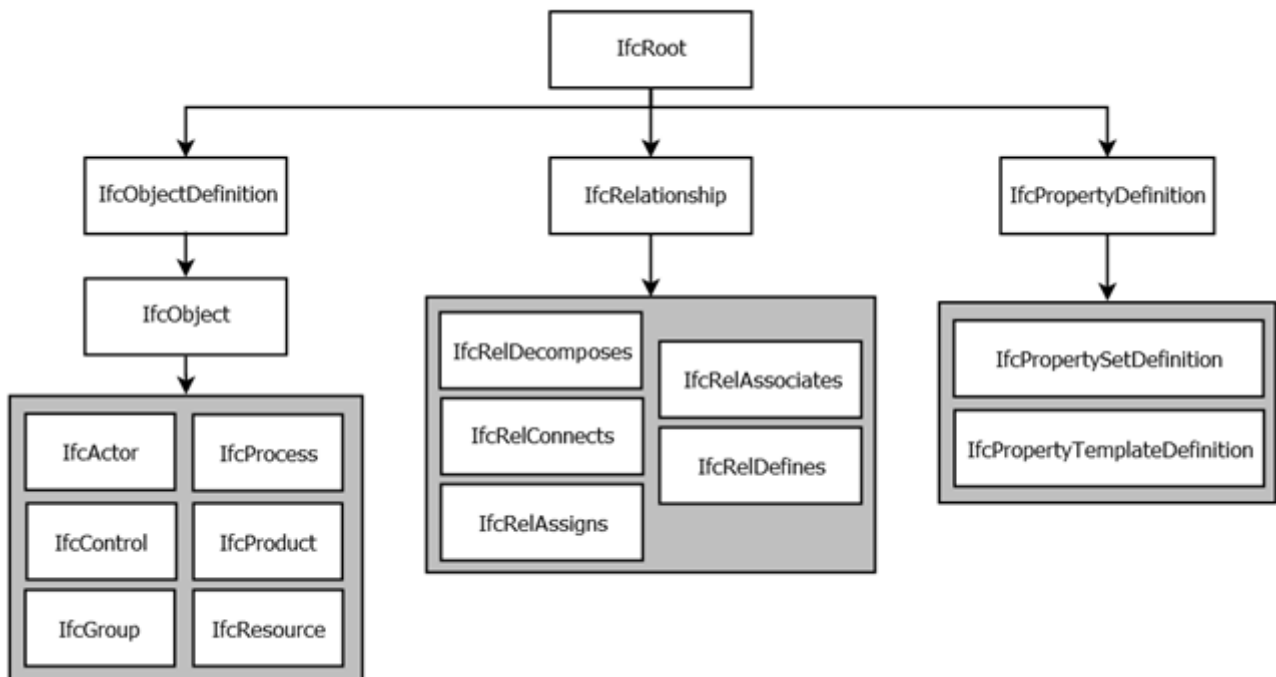 IfcRoot
IfcObjectDefinition
IfcRelationship
IfcPropertyDefinition
IfcObject
IfcActor
IfcProcess
IfcControl
IfcProduct
IfcGroup
IfcResource
IfcRelDecomposes
IfcRelAssociates
IfcRelConnects
IfcRelDefines
IfcRelAssigns
IfcPropertySetDefinition
IfcPropertyTemplateDefinition